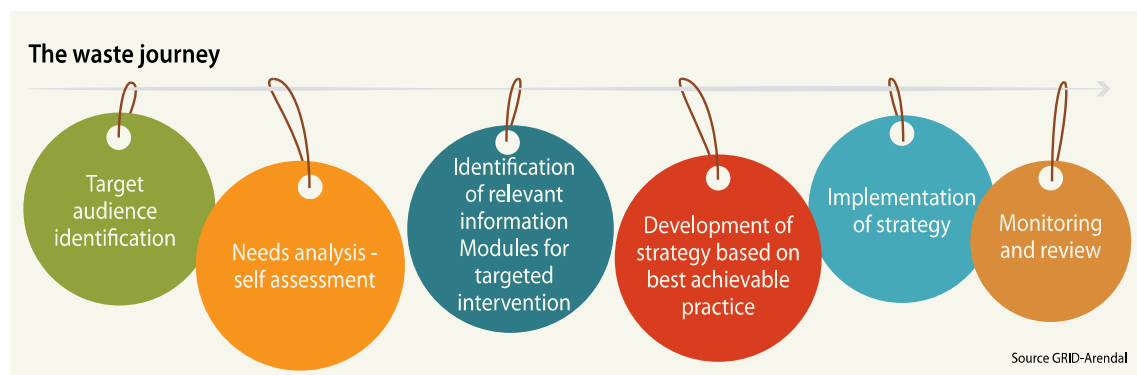 The waste journey
Target
audience
identification
Needs analysis -
self assessment
Identification
of relevant
information
Modules for
targeted
intervention
Development of
strategy based on
best achievable
practice
Implementation
of strategy
Monitoring
and review
Source GRID-Arendal